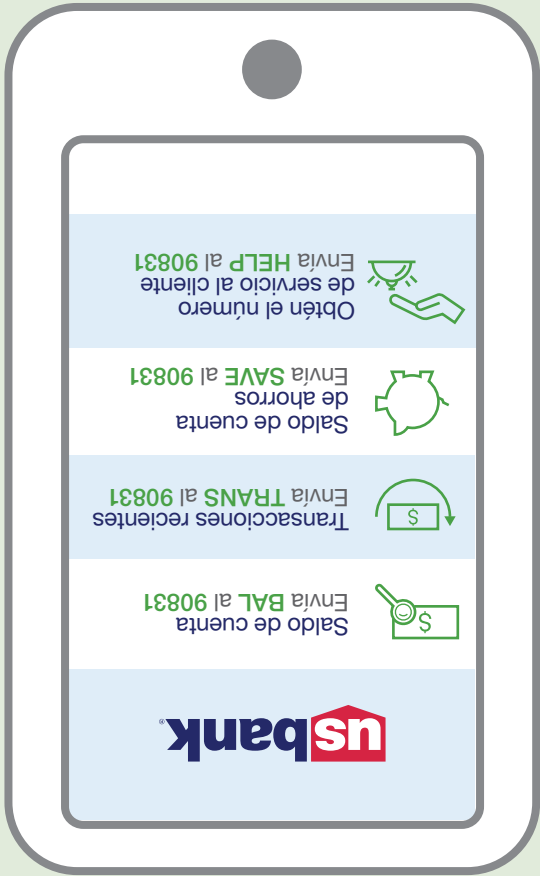 usbank®
Saldo de cuenta
Envía BAL al 90831
$
Transacciones recientes
Envía TRANS al 90831
$
Saldo de cuenta
de ahorros
Envía SAVE al 90831
Obtén el número
de servicio al cliente
Envía HELP al 90831